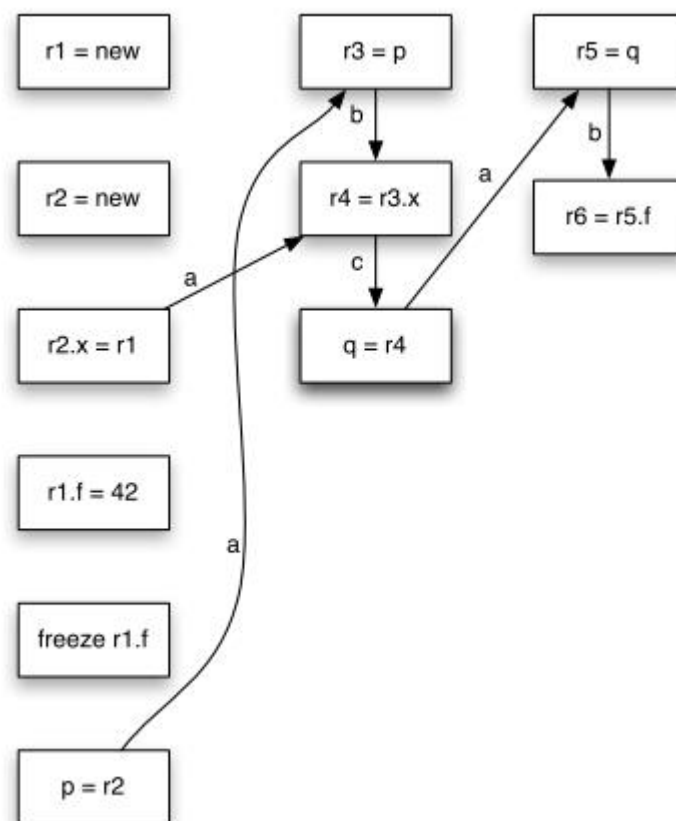 r1 = new
r2 = new
r2.x = r1
r1.f = 42
freeze r1.f
p = r2
r3 = p
b
r4 = r3.x
c
q = r4
r5 = q
b
r6 = r5.f
a
a
a